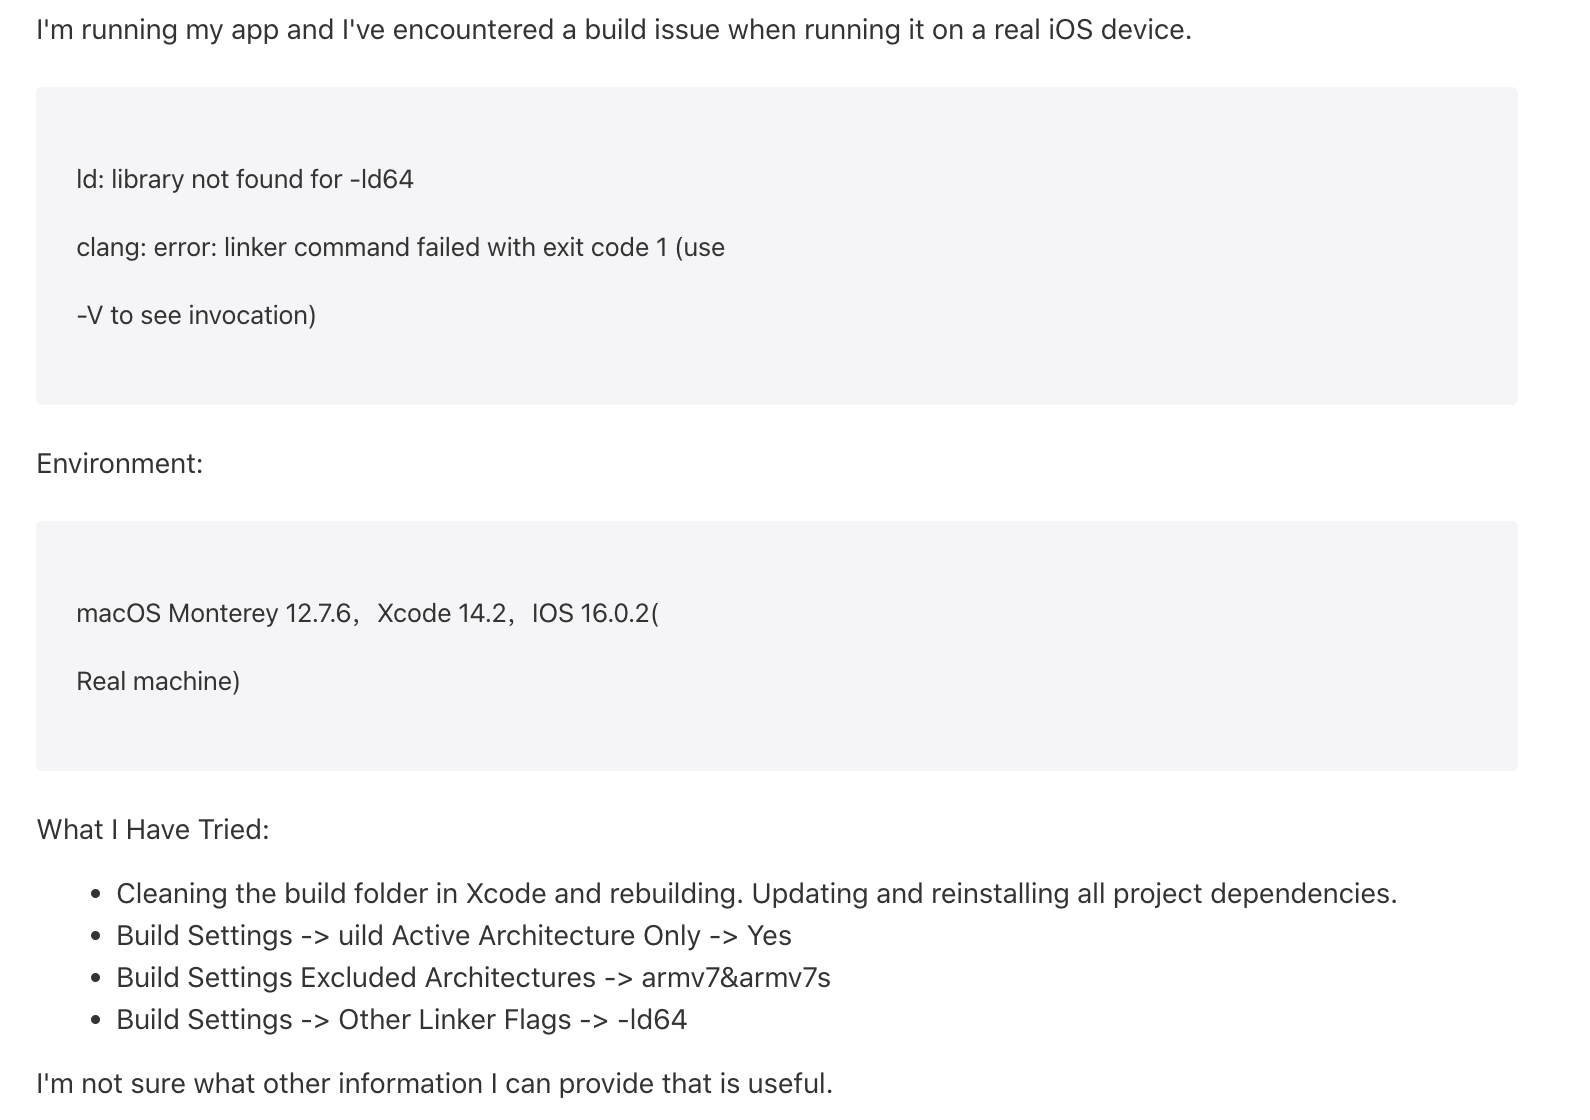 I'm running my app and I've encountered a build issue when running it on a real iOS device.
ld: library not found for -ld64
clang: error: linker command failed with exit code 1 (use
-V to see invocation)
Environment:
macOS Monterey 12.7.6，Xcode 14.2，IOS 16.0.2(
Real machine)
What I Have Tried:
• Cleaning the build folder in Xcode and rebuilding. Updating and reinstalling all project dependencies.
• Build Settings -> uild Active Architecture Only -> Yes
• Build Settings Excluded Architectures -> armv7&armv7s
• Build Settings -> Other Linker Flags -> -ld64
I'm not sure what other information I can provide that is useful.